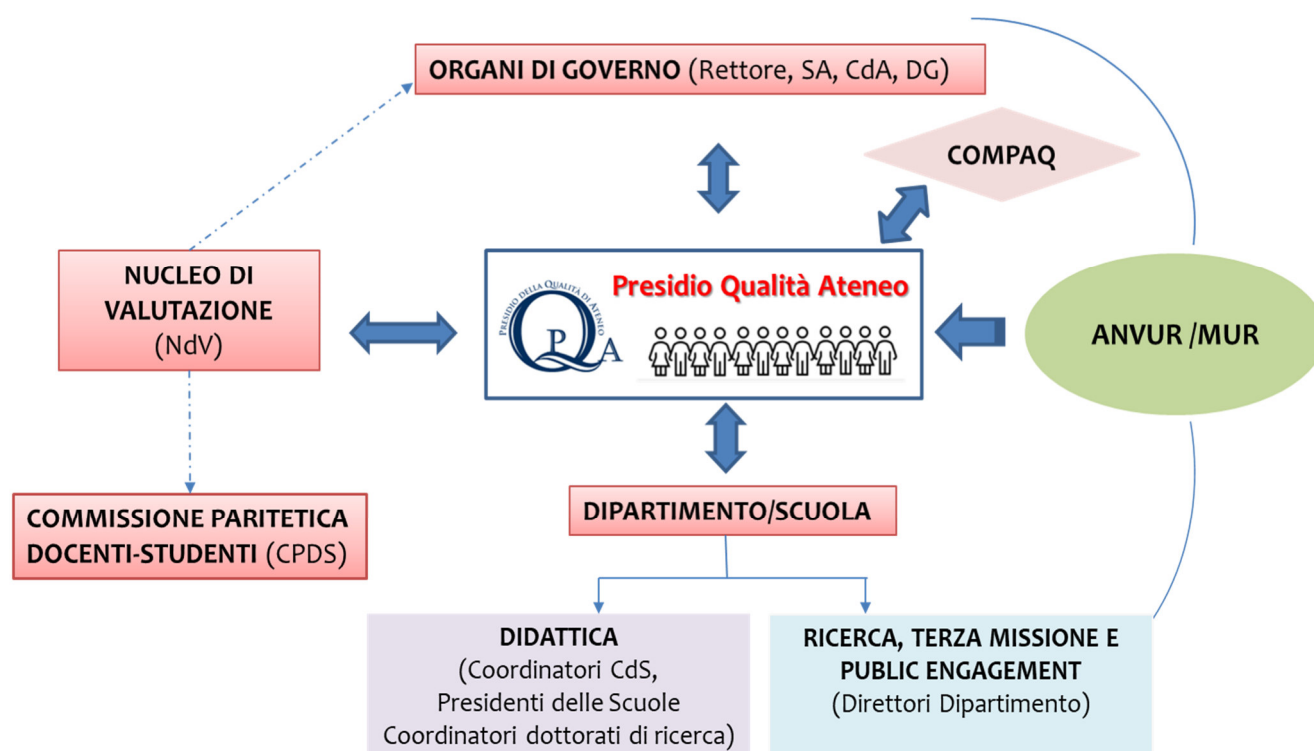 ORGANI DI GOVERNO (Rettore, SA, CdA, DG)
COMPAQ
NUCLEO DI
VALUTAZIONE
(NdV)
PRESIDIO DELLA QUALITÀ DI ATENEO
QPA
Presidio Qualità Ateneo
ANVUR /MUR
COMMISSIONE PARITETICA
DOCENTI-STUDENTI (CPDS)
DIPARTIMENTO/SCUOLA
DIDATTICA
(Coordinatori CdS,
Presidenti delle Scuole
Coordinatori dottorati di ricerca)
RICERCA, TERZA MISSIONE E
PUBLIC ENGAGEMENT
(Direttori Dipartimento)